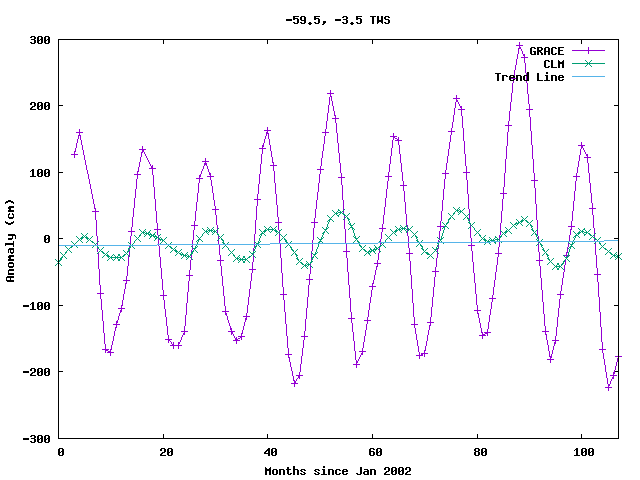 -59.5, -3.5 TWS
GRACE
CLM
Trend Line
300
200
100
0
-100
-200
-300
Anomaly (cm)
0 20 40 60 80 100
Months since Jan 2002